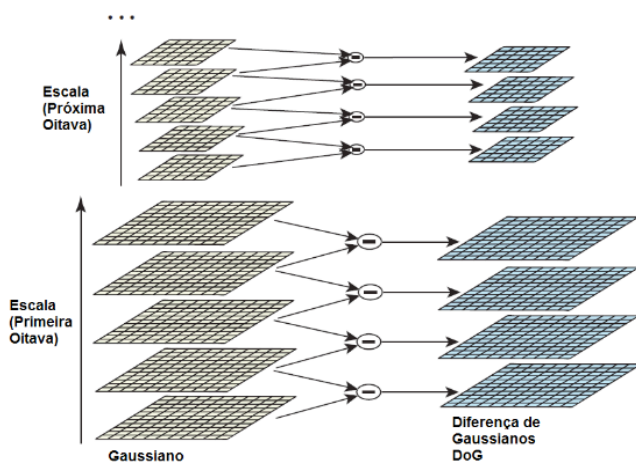 ...
Escala
(Próxima
Oitava)
Escala
(Primeira
Oitava)
Gaussiano
Diferença de
Gaussianos
DoG